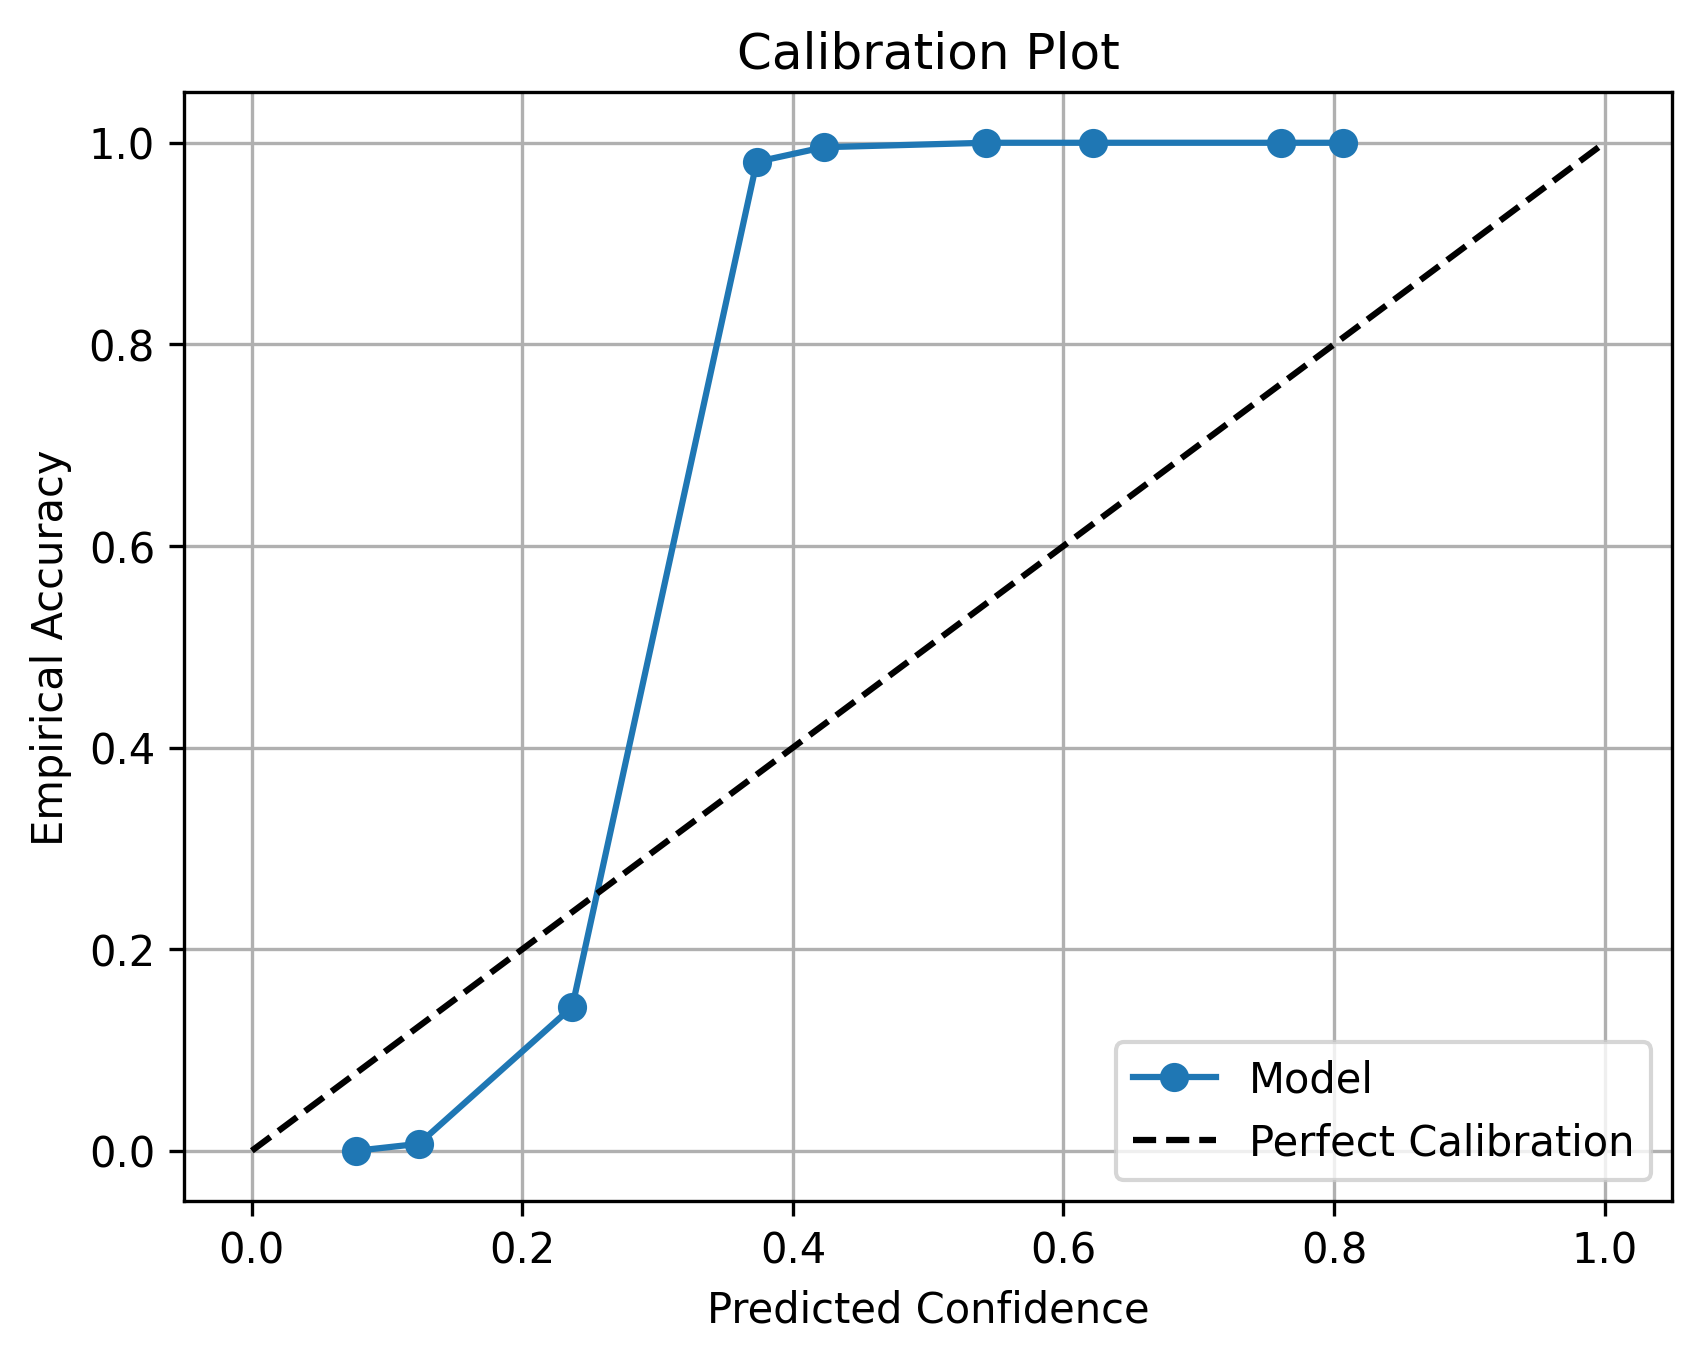 Calibration Plot
1.0
0.8
0.6
0.4
0.2
0.0
Empirical Accuracy
Model
Perfect Calibration
0.0 0.2 0.4 0.6 0.8 1.0
Predicted Confidence